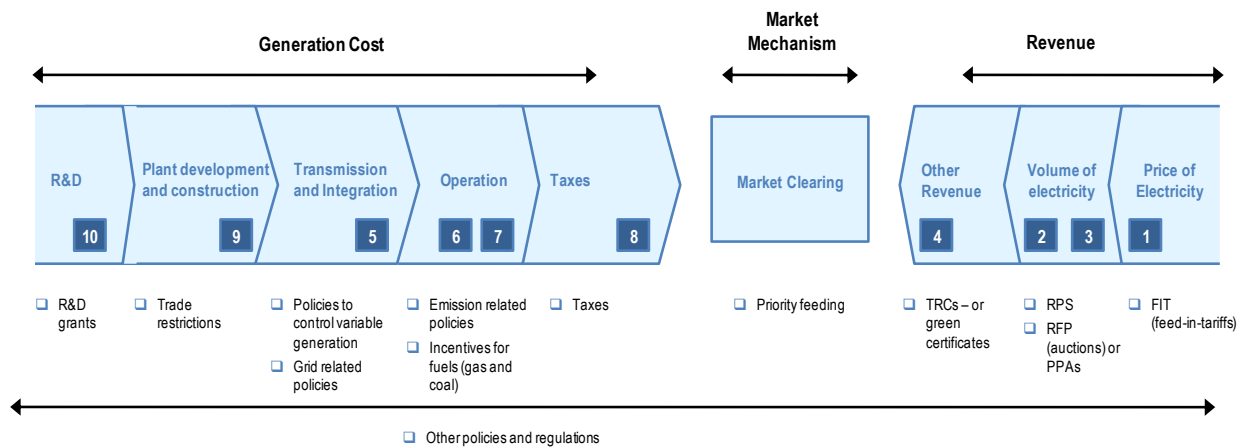 Generation Cost
Market
Mechanism
Revenue
R&D
10
Plant development
and construction
9
Transmission
and Integration
5
Operation
6
7
Taxes
8
Market Clearing
Other
Revenue
4
Volume of
electricity
2
3
Price of
Electricity
1
R&D
grants
Trade
restrictions
Policies to
control variable
generation
Grid related
policies
Emission related
policies
Incentives for
fuels (gas and
coal)
Taxes
Priority feeding
TRCs – or
green
certificates
RPS
RFP
(auctions) or
PPAs
FIT
(feed-in-tariffs)
Other policies and regulations